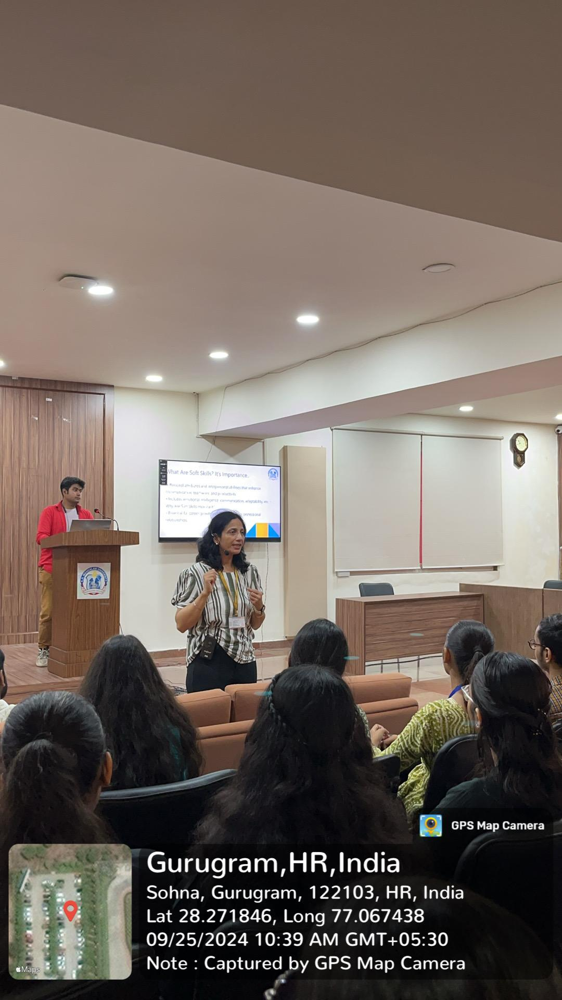 What Are Soft Skills? It's Importance..
• Personal attributes and interpersonal abilities that enhance
communication, teamwork, and productivity.
• Includes emotional intelligence, communication, adaptability, etc. -
Why Are Soft Skills Important?
• Essential for career growth professional
relationships.
K.R. MANGALAM UNIVERSITY
GPS Map Camera
Gurugram,HR,India
Sohna, Gurugram, 122103, HR, India
Lat 28.271846, Long 77.067438
09/25/2024 10:39 AM GMT+05:30
Note : Captured by GPS Map Camera
Maps